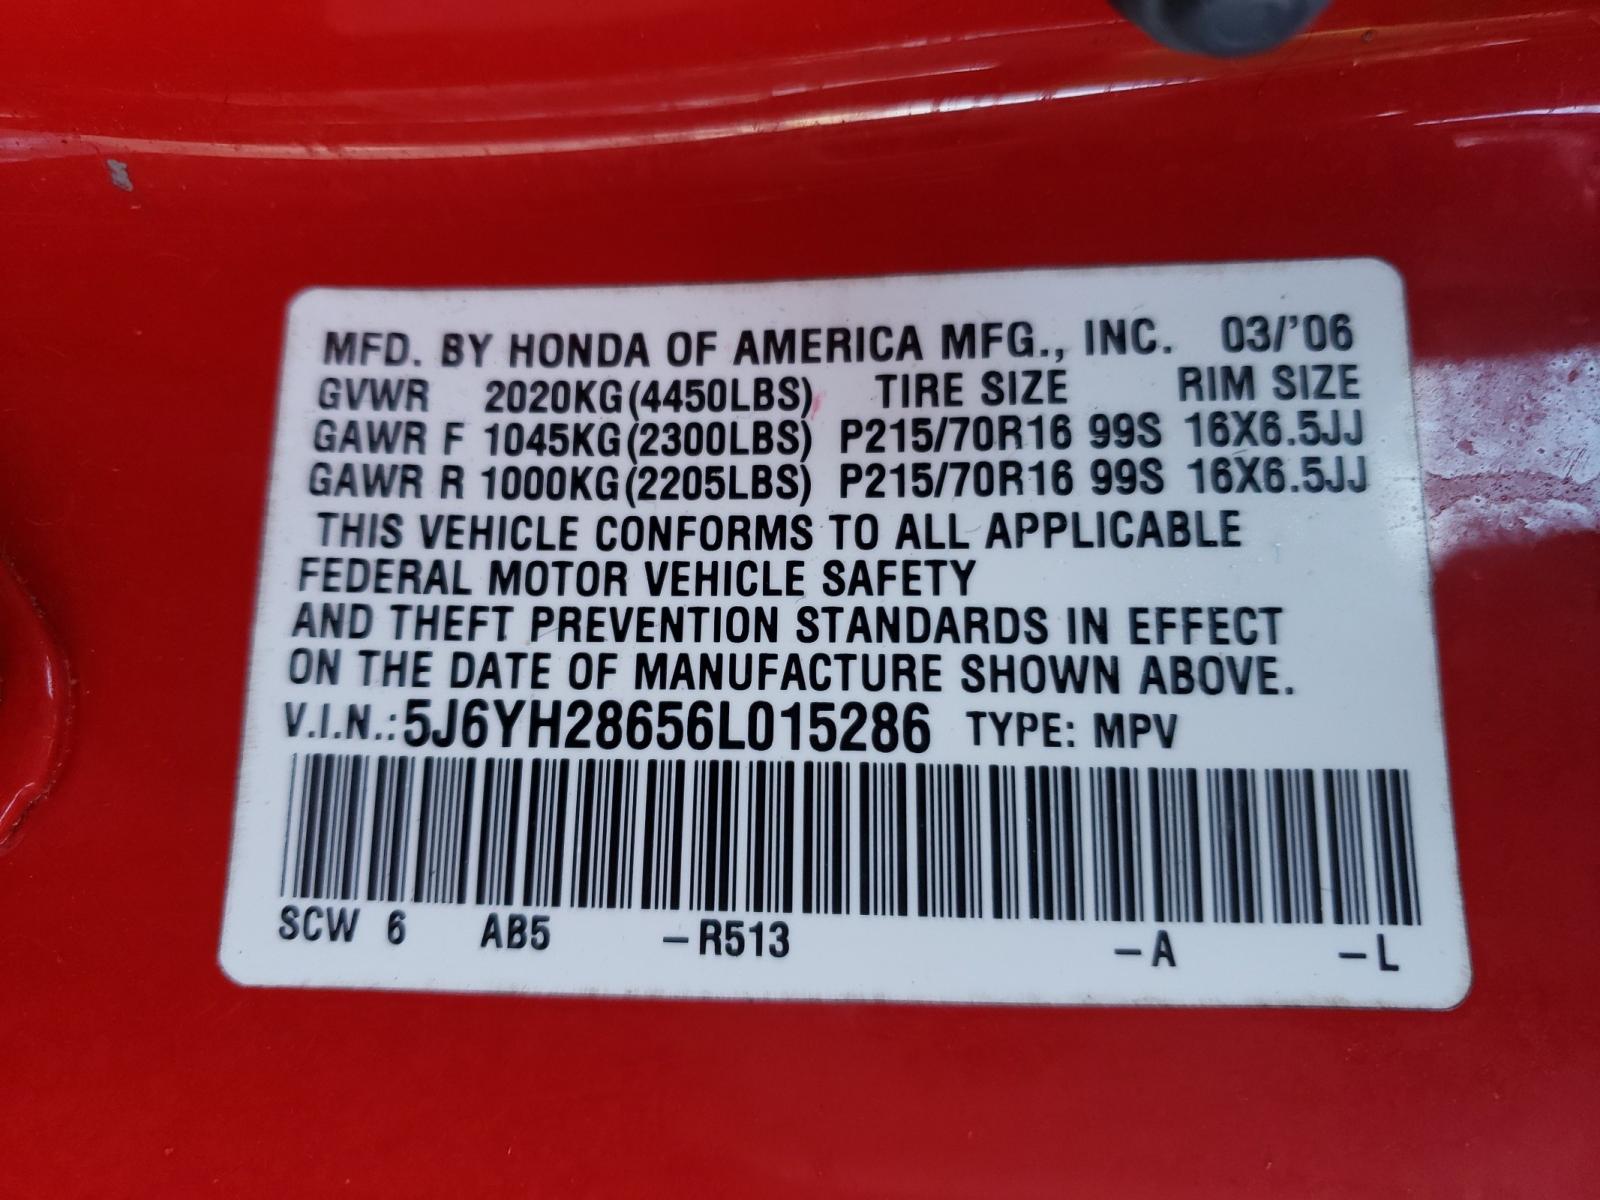 MFD. BY HONDA OF AMERICA MFG., INC. 03/'06
GVWR 2020KG(4450LBS) TIRE SIZE RIM SIZE
GAWR F 1045KG(2300LBS) P215/70R16 99S 16X6.5JJ
GAWR R 1000KG(2205LBS) P215/70R16 99S 16X6.5JJ
THIS VEHICLE CONFORMS TO ALL APPLICABLE
FEDERAL MOTOR VEHICLE SAFETY
AND THEFT PREVENTION STANDARDS IN EFFECT
ON THE DATE OF MANUFACTURE SHOWN ABOVE.
V.I.N.: 5J6YH28656L015286 TYPE: MPV
SCW 6 AB5 –R513 –A –L